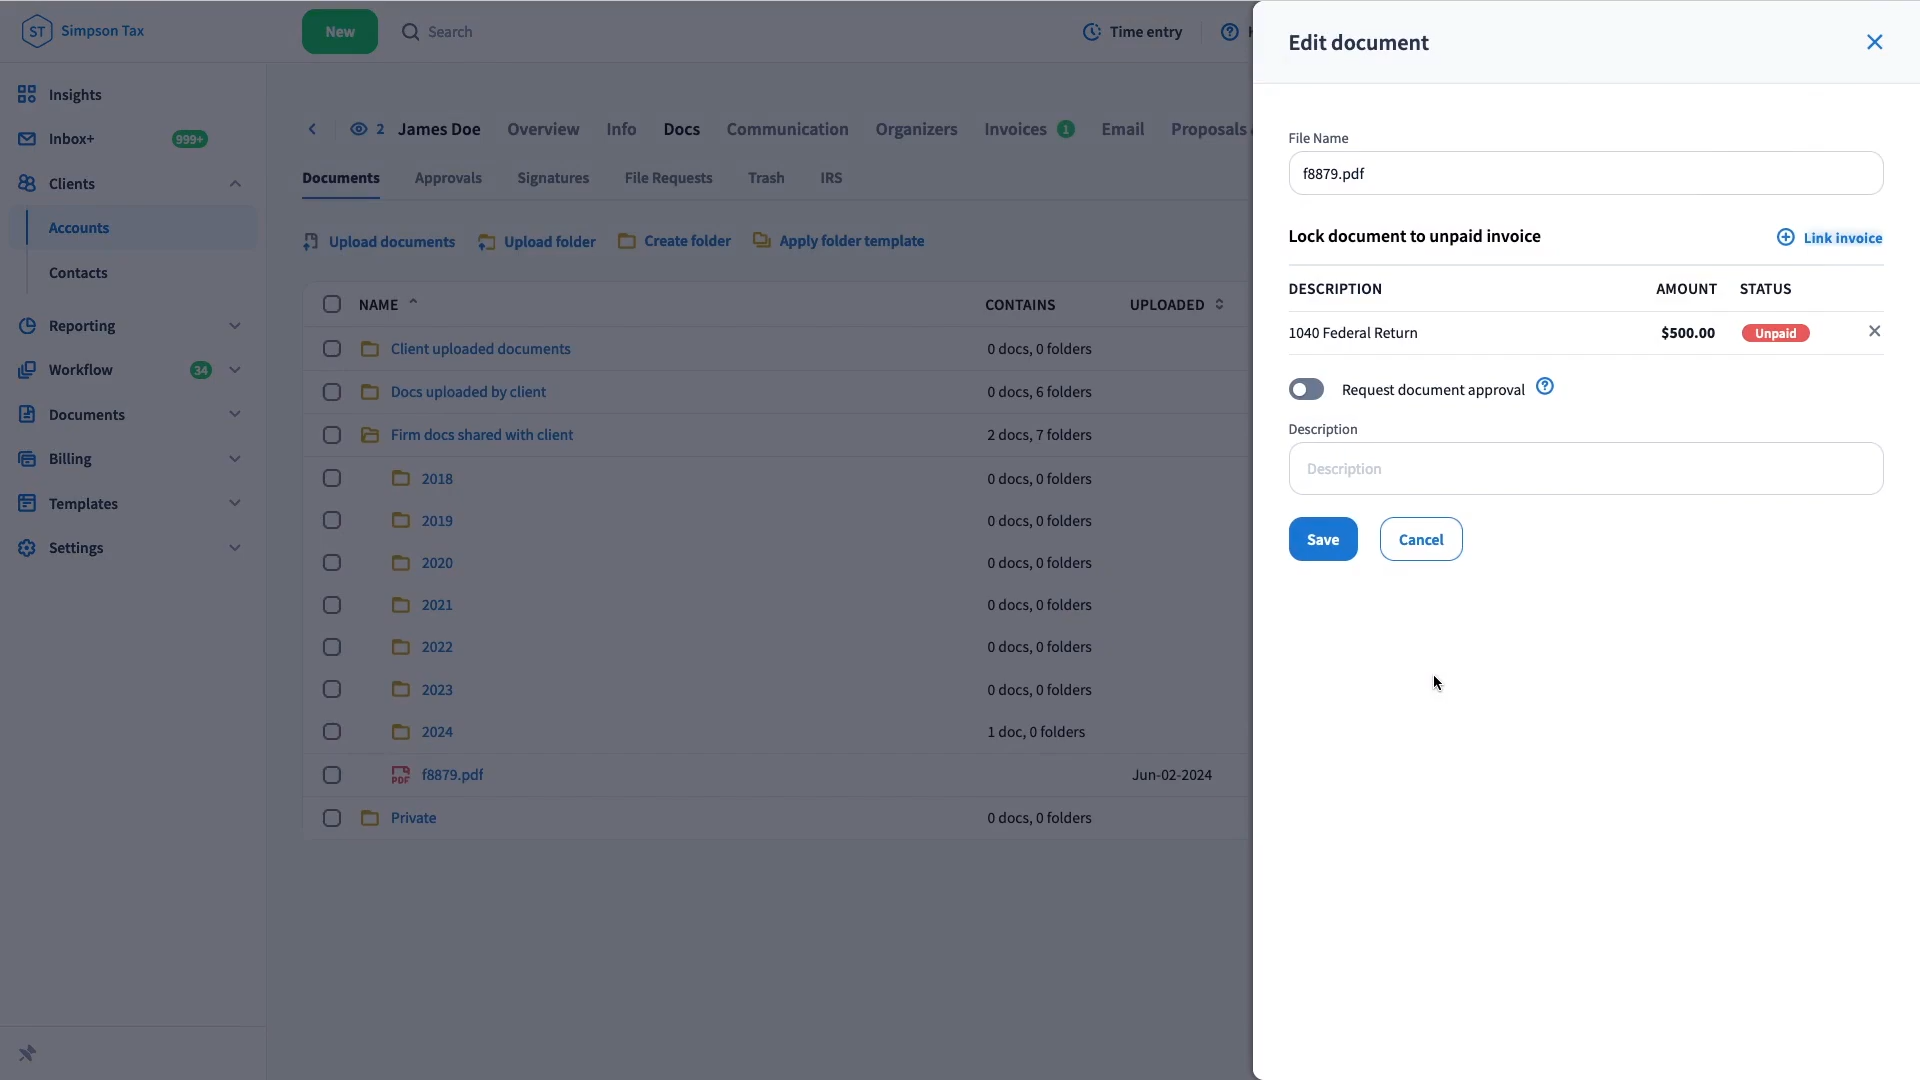 ST Simpson Tax
New
Search
Time entry
Edit document
Insights
Inbox+ 999+
Clients
Accounts
Contacts
Reporting
Workflow 34
Documents
Billing
Templates
Settings
2 James Doe Overview Info Docs Communication Organizers Invoices 1 Email Proposals
Documents Approvals Signatures File Requests Trash IRS
Upload documents Upload folder Create folder Apply folder template
NAME CONTAINS UPLOADED
Client uploaded documents 0 docs, 0 folders
Docs uploaded by client 0 docs, 6 folders
Firm docs shared with client 2 docs, 7 folders
2018 0 docs, 0 folders
2019 0 docs, 0 folders
2020 0 docs, 0 folders
2021 0 docs, 0 folders
2022 0 docs, 0 folders
2023 0 docs, 0 folders
2024 1 doc, 0 folders
PDF f8879.pdf Jun-02-2024
Private 0 docs, 0 folders
File Name
f8879.pdf
Lock document to unpaid invoice Link invoice
DESCRIPTION AMOUNT STATUS
1040 Federal Return $500.00 Unpaid
Request document approval
Description
Description
Save Cancel